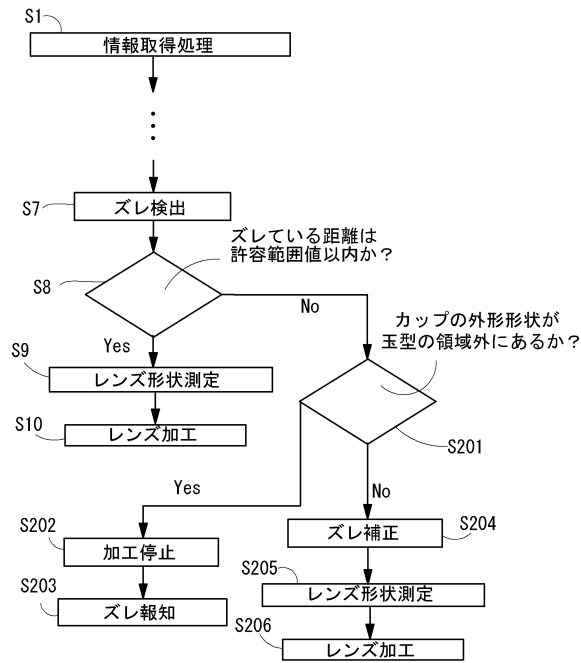 S1
情報取得処理
S7
ズレ検出
ズレている距離は
許容範囲値以内か？
S8
No
カップの外形形状が
玉型の領域外にあるか？
Yes
S9
レンズ形状測定
S10
レンズ加工
S201
Yes
No
S202
加工停止
S204
ズレ補正
S203
ズレ報知
S205
レンズ形状測定
S206
レンズ加工